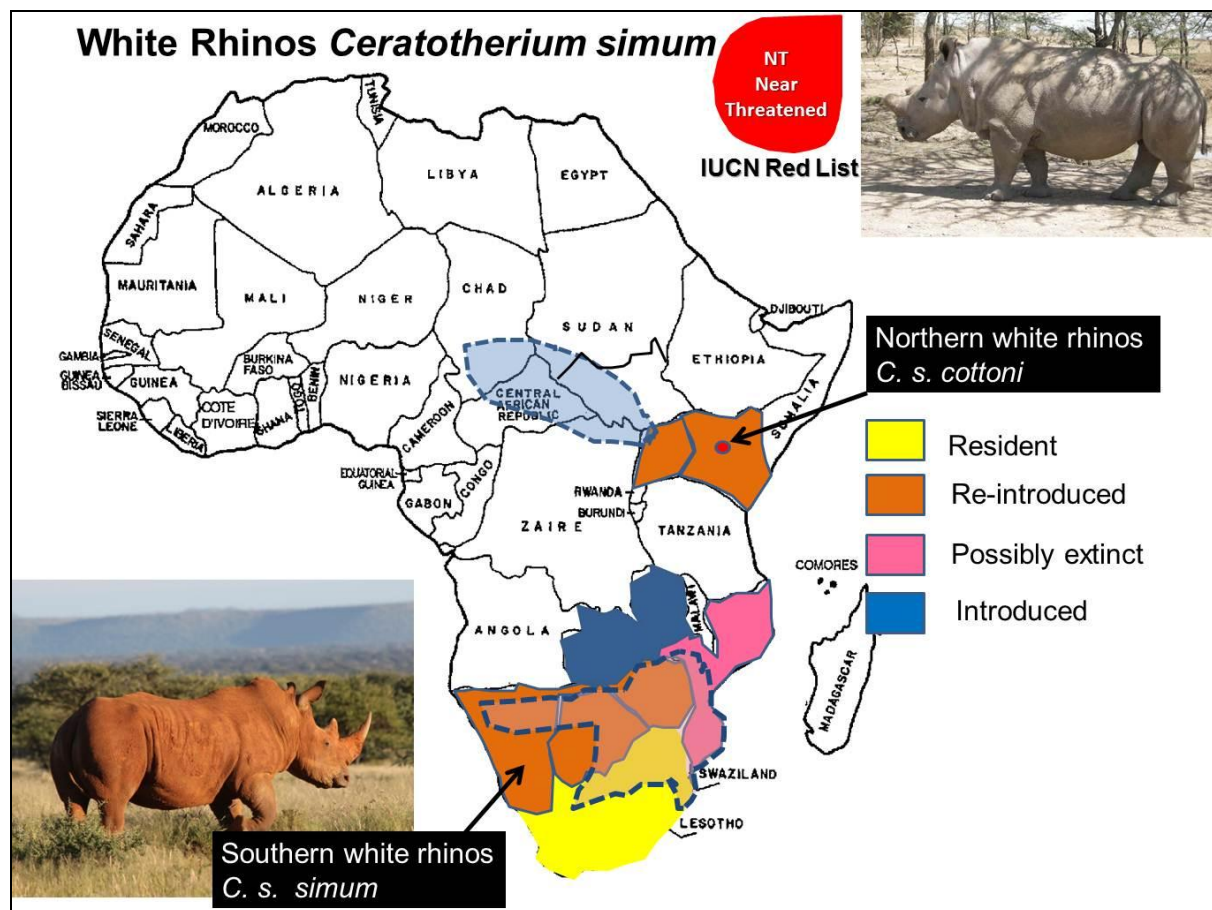 White Rhinos Ceratotherium simum
NT
Near
Threatened
IUCN Red List
TUNISIA
MOROCCO
ALGERIA
LIBYA
EGYPT
SAHARA
MAURITANIA
MALI
NIGER
CHAD
SUDAN
DJIBOUTI
ETHIOPIA
SOMALIA
SENEGAL
GAMBIA
GUINEA
BISSAU
GUINEA
BURKINA
FASO
SIERRA
LEONE
LIBERIA
COTE
D'IVOIRE
GHANA
TOGO
BENIN
NIGERIA
CAMEROON
CENTRAL
AFRICAN
REPUBLIC
EQUATORIAL
GUINEA
GABON
CONGO
ZAIRE
RWANDA
BURUNDI
TANZANIA
COMORES
ANGOLA
MALAWI
MADAGASCAR
SWAZILAND
LESOTHO
Northern white rhinos
C. s. cottoni
Resident
Re-introduced
Possibly extinct
Introduced
Southern white rhinos
C. s. simum